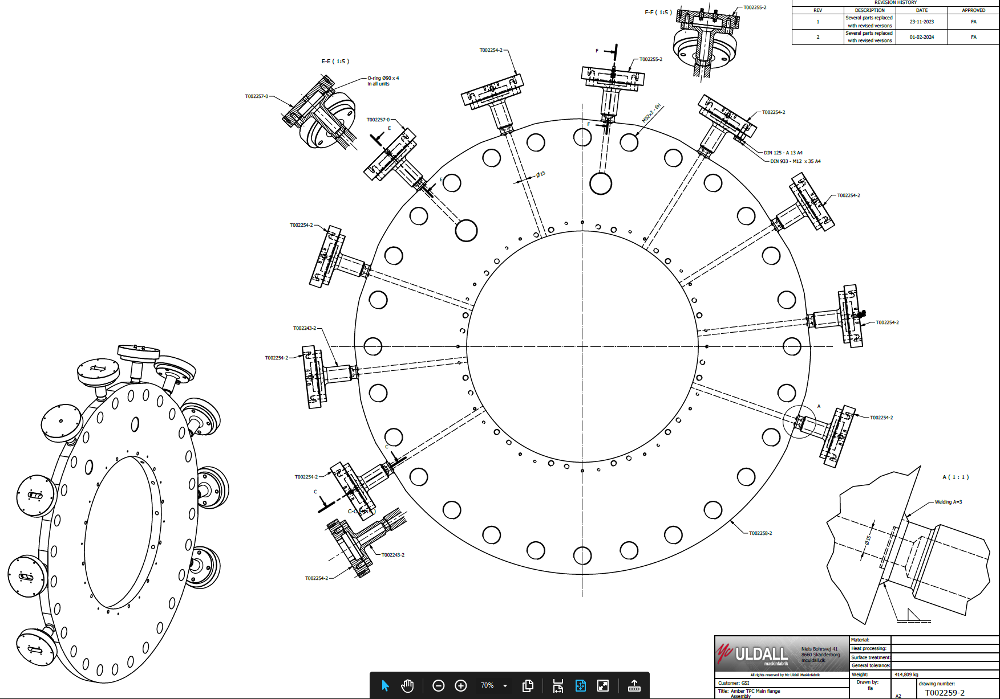 REVISION HISTORY
REV DESCRIPTION DATE APPROVED
1 Several parts replaced with revised versions 23-11-2023 FA
2 Several parts replaced with revised versions 01-02-2024 FA
F-F ( 1:5 )
T002255-2
E-E ( 1:5 )
O-ring Ø90 x 4
in all units
T002257-0
T002254-2
F
T002255-2
M52x3 - 6H
T002254-2
T002257-0
E
F
DIN 125 - A 13 A4
DIN 933 - M12 x 35 A4
Ø15
E
T002254-2
T002254-2
T002243-2
T002254-2
T002254-2
A
T002254-2
C
T002254-2
C
C-C ( 1:5 )
T002243-2
T002254-2
T002258-2
A ( 1 : 1 )
Welding A=3
Ø15
Mc ULDALL
maskinfabrik
Niels Bohrsvej 41
8660 Skanderborg
mculdall.dk
All rights reserved by Mc Uldall Maskinfabrik
Material:
Heat processing:
Surface treatment:
General tolerance:
Weight: 414,809 kg
Customer: GSI
Title: Amber TPC Main flange
Assembly
Drawn by:
fla
A2
drawing number:
T002259-2
70%